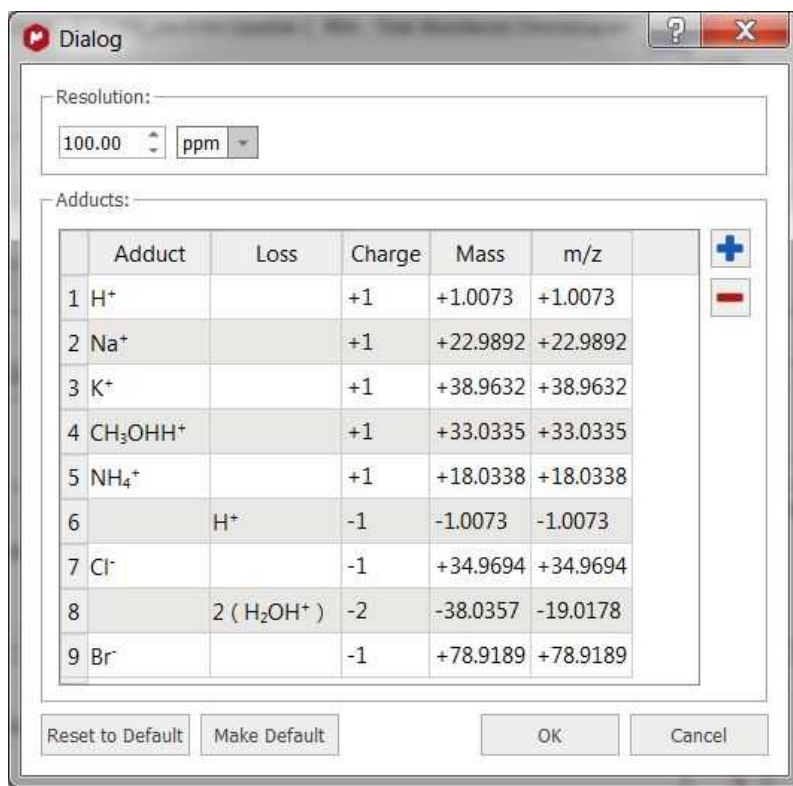 Dialog
Resolution:
100.00 ppm
Adducts:
Adduct Loss Charge Mass m/z
1 H⁺ +1 +1.0073 +1.0073
2 Na⁺ +1 +22.9892 +22.9892
3 K⁺ +1 +38.9632 +38.9632
4 CH₃OHH⁺ +1 +33.0335 +33.0335
5 NH₄⁺ +1 +18.0338 +18.0338
6 H⁺ -1 -1.0073 -1.0073
7 Cl⁻ -1 +34.9694 +34.9694
8 2 ( H₂OH⁺ ) -2 -38.0357 -19.0178
9 Br⁻ -1 +78.9189 +78.9189
Reset to Default Make Default OK Cancel